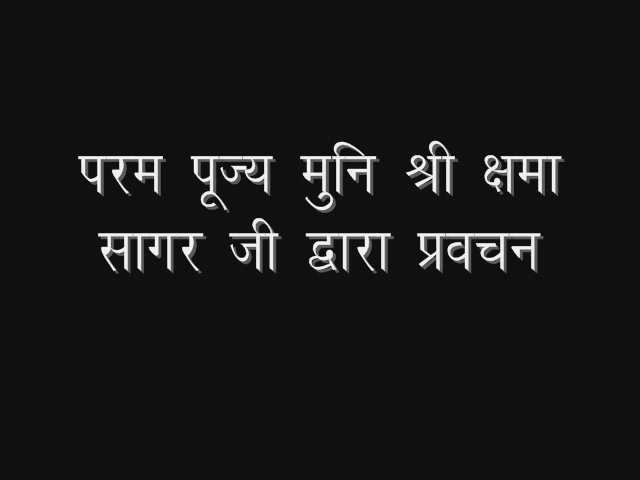 परम पूज्य मुनि श्री क्षमा
सागर जी द्वारा प्रवचन